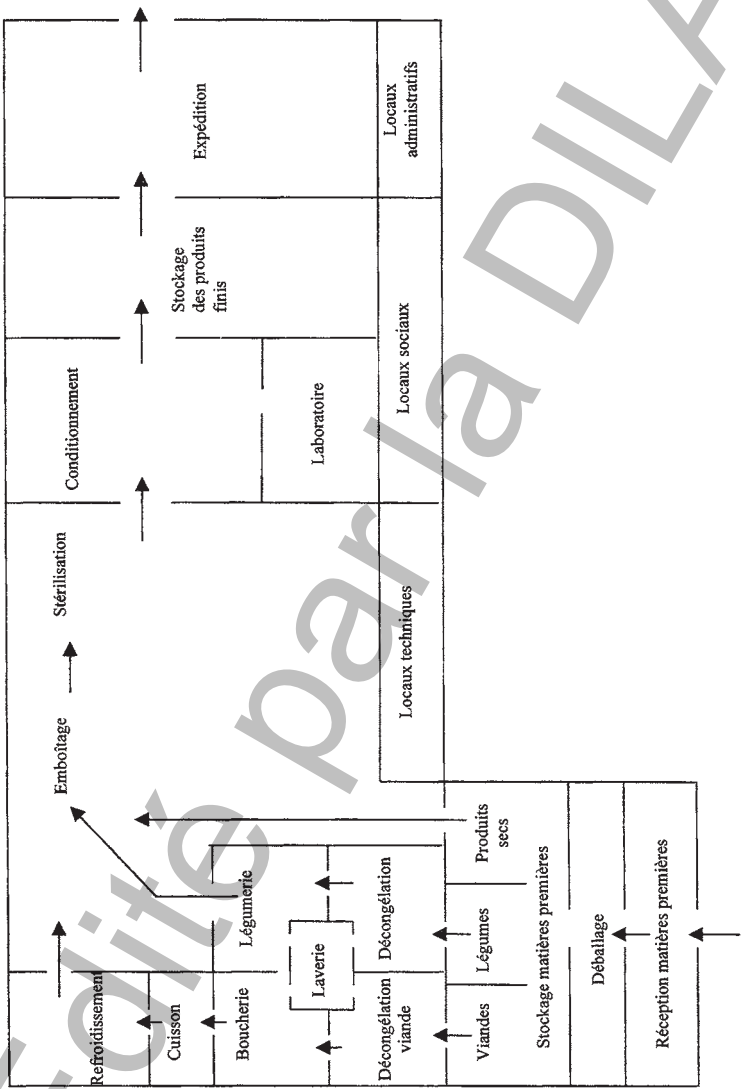 Refroidissement
Cuisson
Boucherie
Laverie
Légumerie
Décongélation
viande
Décongélation
Viandes
Légumes
Produits
secs
Stockage matières premières
Déballage
Réception matières premières
Emboîtage
Stérilisation
Locaux techniques
Conditionnement
Laboratoire
Locaux sociaux
Stockage
des produits
finis
Expédition
Locaux
administratifs
Edité par la DILA